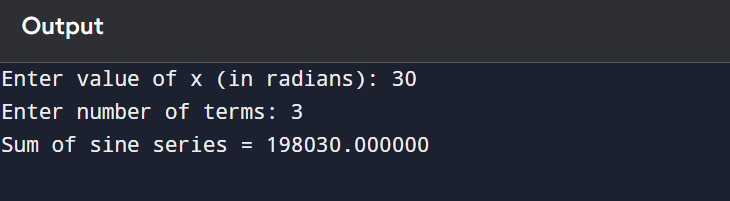 Output
Enter value of x (in radians): 30
Enter number of terms: 3
Sum of sine series = 198030.000000